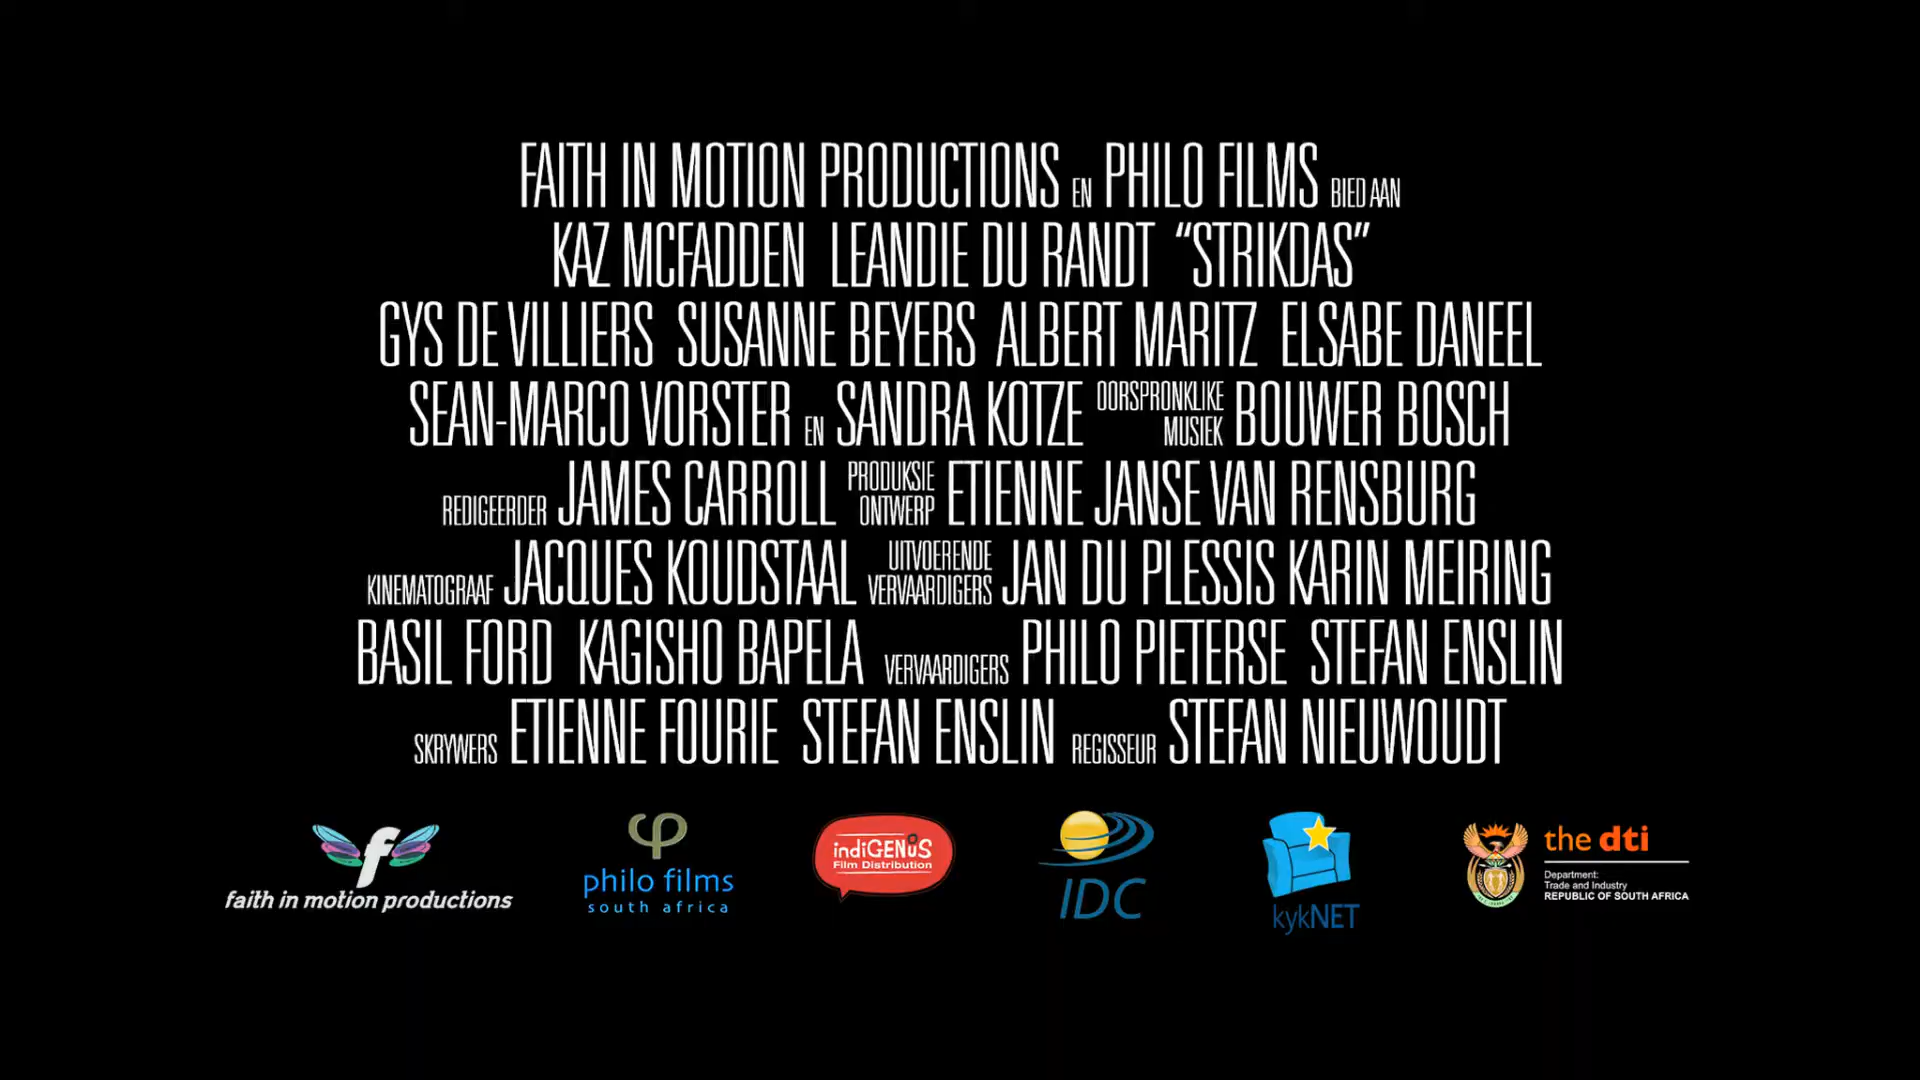 FAITH IN MOTION PRODUCTIONS EN PHILO FILMS BIED AAN
KAZ MCFADDEN LEANDIE DU RANDT “STRIKDAS”
GYS DE VILLIERS SUSANNE BEYERS ALBERT MARITZ ELSABE DANEEL
SEAN-MARCO VORSTER EN SANDRA KOTZE OORSPRONKLIKE MUSIEK BOUWER BOSCH
REDIGEERDER JAMES CARROLL PRODUKSIE ONTWERP ETIENNE JANSE VAN RENSBURG
KINEMATOGRAAF JACQUES KOUDSTAAL UITVOERENDE VERVAARDIGERS JAN DU PLESSIS KARIN MEIRING
BASIL FORD KAGISHO BAPELA VERVAARDIGERS PHILO PIETERSE STEFAN ENSLIN
SKRYWERS ETIENNE FOURIE STEFAN ENSLIN REGISSEUR STEFAN NIEUWOUDT
f
faith in motion productions
φ
philo films
south africa
indiGENuS
Film Distribution
IDC
kykNET
the dti
Department:
Trade and Industry
REPUBLIC OF SOUTH AFRICA